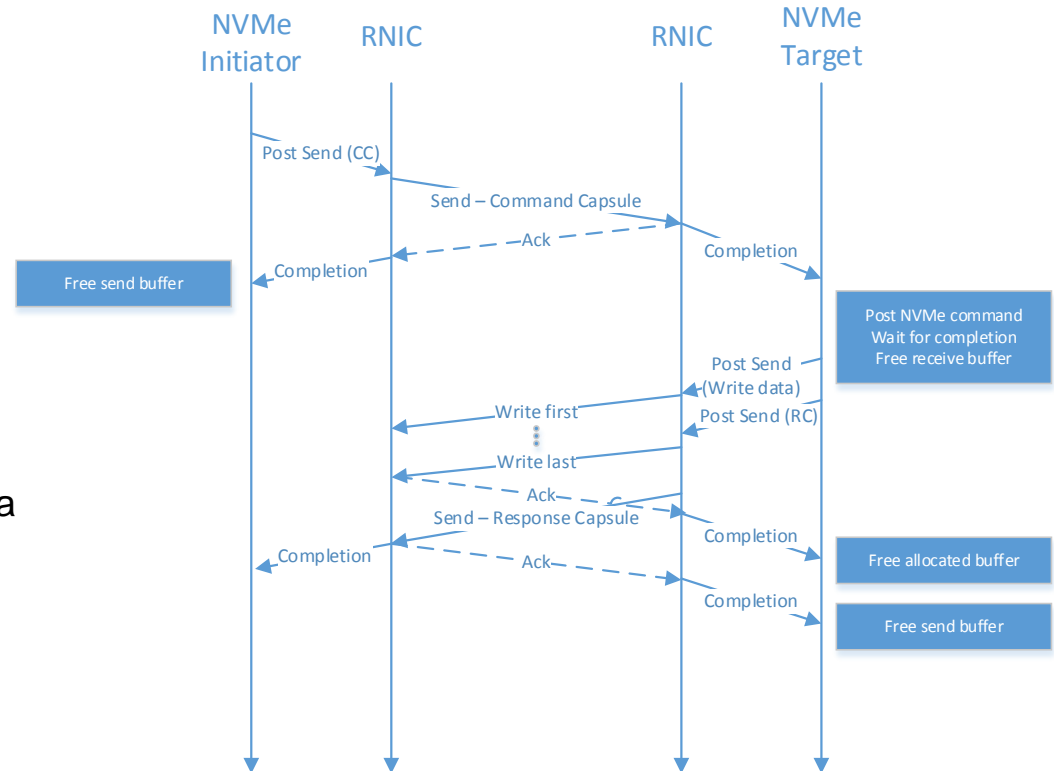 NVMe
Initiator
RNIC
RNIC
NVMe
Target
Post Send (CC)
Send – Command Capsule
Ack
Completion
Completion
Free send buffer
Post NVMe command
Wait for completion
Free receive buffer
Post Send
(Write data)
Write first
Post Send (RC)
Write last
a
Ack
Send – Response Capsule
Completion
Completion
Ack
Free allocated buffer
Completion
Free send buffer